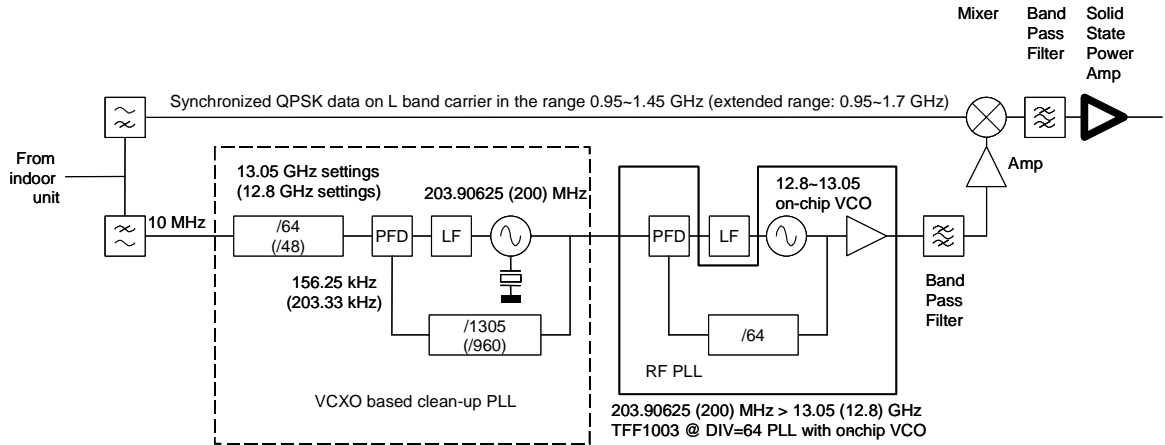 Mixer
Band
Pass
Filter
Solid
State
Power
Amp
Synchronized QPSK data on L band carrier in the range 0.95~1.45 GHz (extended range: 0.95~1.7 GHz)
From
indoor
unit
10 MHz
13.05 GHz settings
(12.8 GHz settings)
203.90625 (200) MHz
/64
(/48)
PFD
LF
156.25 kHz
(203.33 kHz)
/1305
(/960)
VCXO based clean-up PLL
12.8~13.05
on-chip VCO
PFD
LF
/64
RF PLL
Amp
Band
Pass
Filter
203.90625 (200) MHz > 13.05 (12.8) GHz
TFF1003 @ DIV=64 PLL with onchip VCO